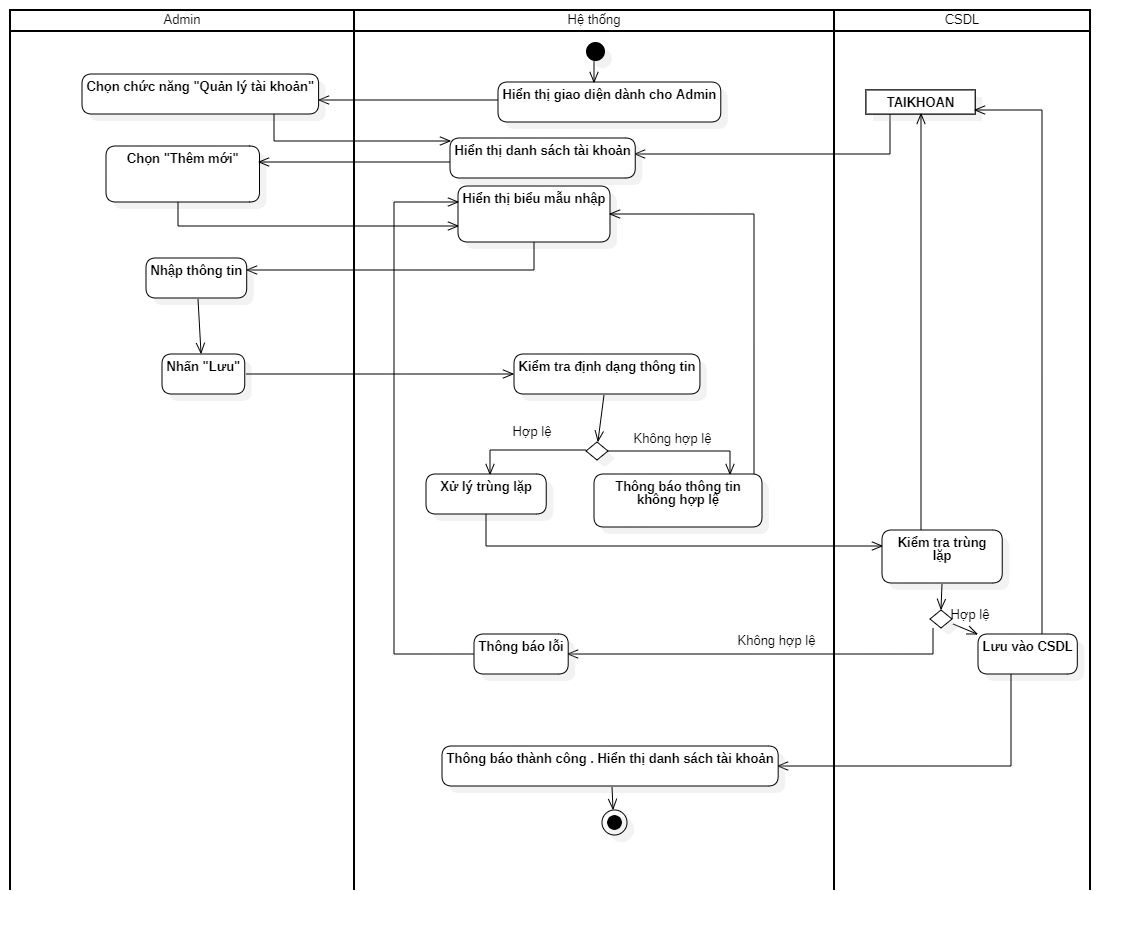 Admin
Hệ thống
CSDL
Chọn chức năng "Quản lý tài khoản"
Hiển thị giao diện dành cho Admin
TAIKHOAN
Hiển thị danh sách tài khoản
Chọn "Thêm mới"
Hiển thị biểu mẫu nhập
Nhập thông tin
Nhấn "Lưu"
Kiểm tra định dạng thông tin
Hợp lệ
Không hợp lệ
Xử lý trùng lặp
Thông báo thông tin
không hợp lệ
Kiểm tra trùng
lặp
Hợp lệ
Không hợp lệ
Thông báo lỗi
Lưu vào CSDL
Thông báo thành công . Hiển thị danh sách tài khoản